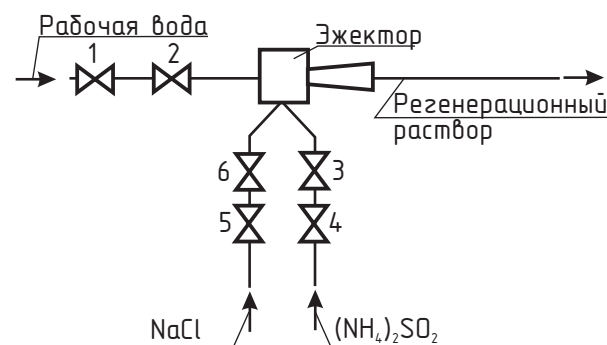 Рабочая вода
Эжектор
1
2
Регенерационный
раствор
6
3
5
4
NaCl
(NH₄)₂SO₂